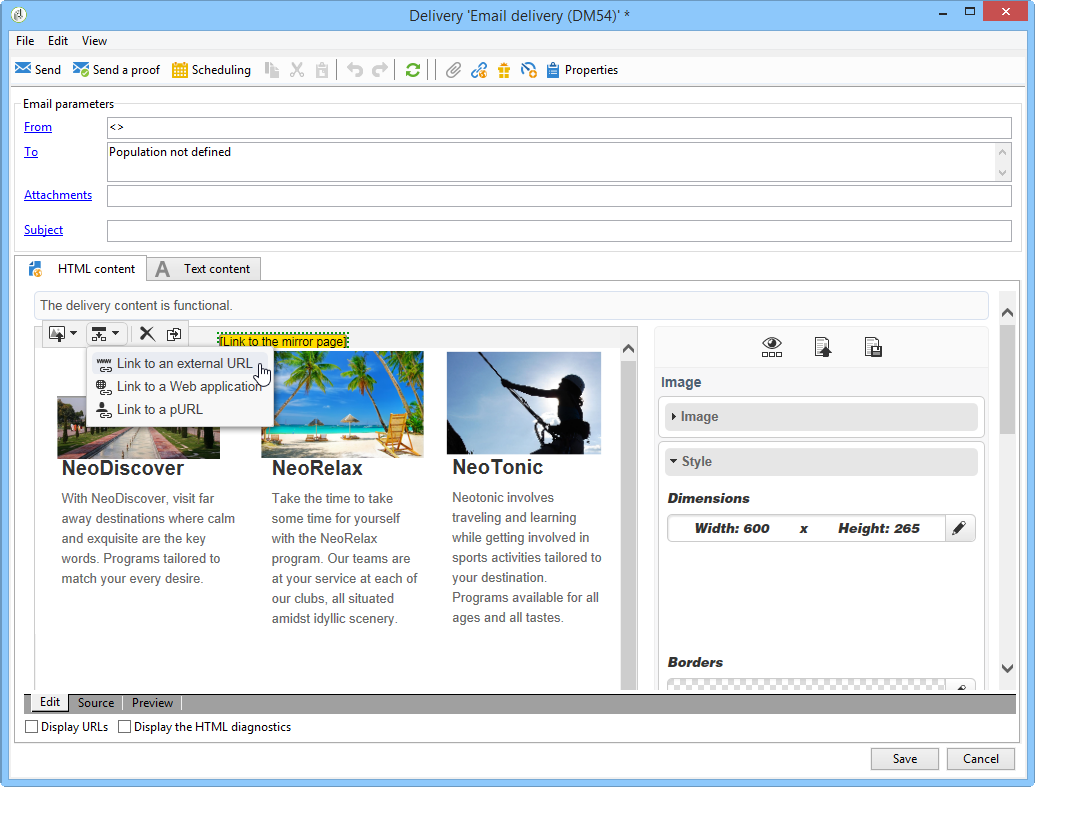 Delivery 'Email delivery (DM54)' *
File Edit View
Send Send a proof Scheduling Properties
Email parameters
From <>
To Population not defined
Attachments
Subject
HTML content A Text content
The delivery content is functional.
[Link to the mirror page]
www Link to an external URL
Link to a Web application
Link to a pURL
Image
Image
Style
Dimensions
Width: 600 x Height: 265
Borders
NeoDiscover
With NeoDiscover, visit far
away destinations where calm
and exquisite are the key
words. Programs tailored to
match your every desire.
NeoRelax
Take the time to take
some time for yourself
with the NeoRelax
program. Our teams are
at your service at each of
our clubs, all situated
amidst idyllic scenery.
NeoTonic
Neotonic involves
traveling and learning
while getting involved in
sports activities tailored to
your destination.
Programs available for all
ages and all tastes.
Edit Source Preview
Display URLs Display the HTML diagnostics
Save Cancel